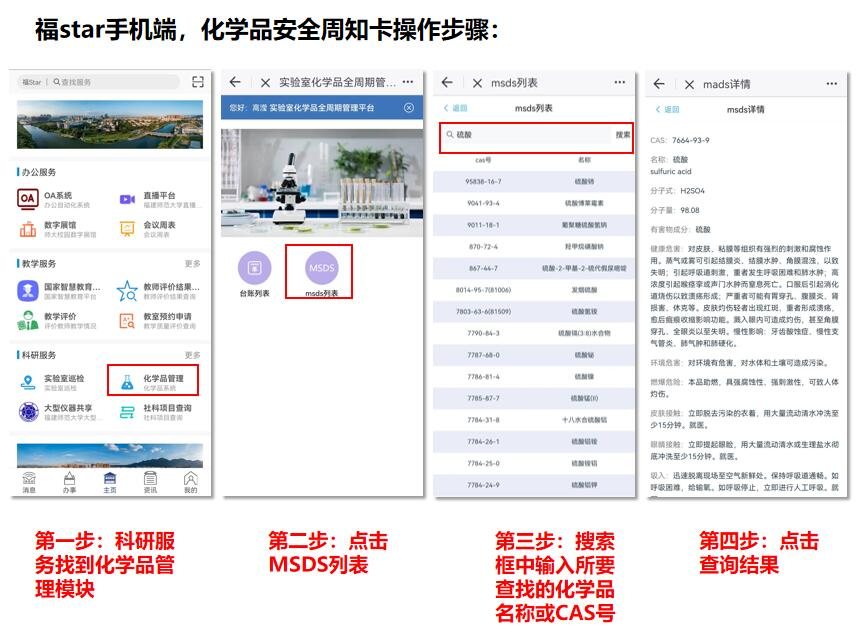 福star手机端，化学品安全周知卡操作步骤：
福Star
查找服务
办公服务
OA系统
办公自动化系统
直播平台
福建师范大学直播...
数字展馆
师大校园数字展馆
会议周表
会议周表
教学服务
更多
国家智慧教育...
国家智慧教育平台
教师评价结果...
教师评价结果查询
教学评价
评价教师教学情况
教室预约申请
教学质量评价查询
科研服务
更多
实验室巡检
实验室巡检
化学品管理
化学品系统
大型仪器共享
福建师范大学大型...
社科项目查询
社科项目查询
消息
办事
主页
资讯
我的
实验室化学品全周期管...
您好：高滢 实验室化学品全周期管理平台
台账列表
MSDS
msds列表
msds列表
返回
msds列表
硫酸
搜索
cas号
名称
95838-16-7
硫酸铈
9041-93-4
硫酸博莱霉素
9011-18-1
葡聚糖硫酸氢钠
870-72-4
羟甲烷磺酸钠
867-44-7
硫酸-2-甲基-2-硫代假尿嘧啶
8014-95-7(81006)
发烟硫酸
7803-63-6(81509)
硫酸氢铵
7790-84-3
硫酸镉(3:8)水合物
7787-68-0
硫酸铋
7786-81-4
硫酸镍
7785-87-7
硫酸锰(II)
7784-31-8
十八水合硫酸铝
7784-26-1
硫酸铝铵
7784-25-0
硫酸铵铝
7784-24-9
硫酸铝钾
mads详情
返回
msds详情
CAS：7664-93-9
名称：硫酸
sulfuric acid
分子式：H2SO4
分子量：98.08
有害物成分：硫酸
健康危害：对皮肤、粘膜等组织有强烈的刺激和腐蚀作
用。蒸气或雾可引起结膜炎、结膜水肿、角膜混浊，以致
失明；引起呼吸道刺激，重者发生呼吸困难和肺水肿；高
浓度引起喉痉挛或声门水肿而窒息死亡。口服后引起消化
道烧伤以致溃疡形成；严重者可能有胃穿孔、腹膜炎、肾
损害、休克等。皮肤灼伤轻者出现红斑，重者形成溃疡，
愈后瘢痕收缩影响功能。溅入眼内可造成灼伤，甚至角膜
穿孔、全眼炎以至失明。慢性影响：牙齿酸蚀症、慢性支
气管炎、肺气肿和肺硬化。
环境危害：对环境有危害，对水体和土壤可造成污染。
燃爆危险：本品助燃，具强腐蚀性、强刺激性，可致人体
灼伤。
皮肤接触：立即脱去污染的衣着，用大量流动清水冲洗至
少15分钟。就医。
眼睛接触：立即提起眼睑，用大量流动清水或生理盐水彻
底冲洗至少15分钟。就医。
吸入：迅速脱离现场至空气新鲜处。保持呼吸道通畅。如
呼吸困难，给输氧。如呼吸停止，立即进行人工呼吸。就
第一步：科研服
务找到化学品管
理模块
第二步：点击
MSDS列表
第三步：搜索
框中输入所要
查找的化学品
名称或CAS号
第四步：点击
查询结果